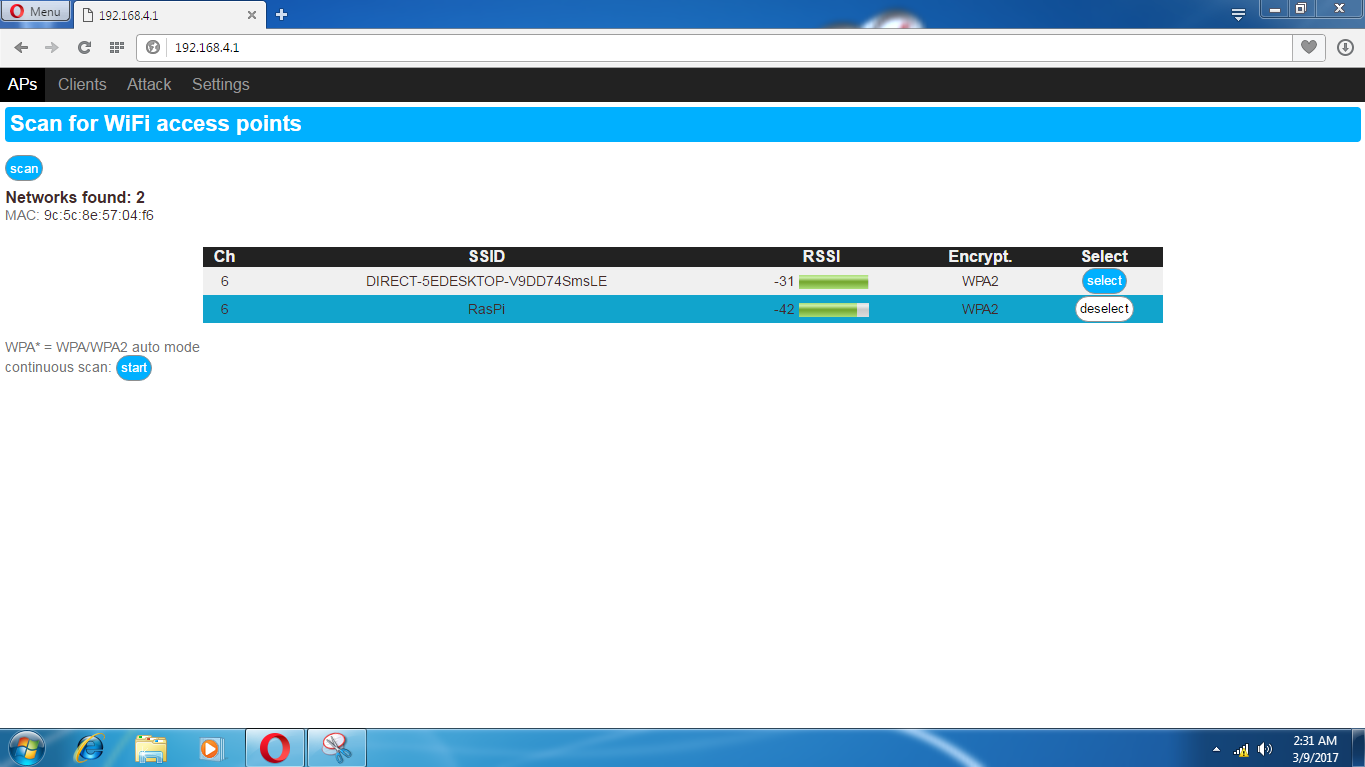 Menu
192.168.4.1
192.168.4.1
APs Clients Attack Settings
Scan for WiFi access points
scan
Networks found: 2
MAC: 9c:5c:8e:57:04:f6
Ch SSID RSSI Encrypt. Select
6 DIRECT-5EDESKTOP-V9DD74SmsLE -31 WPA2 select
6 RasPi -42 WPA2 deselect
WPA* = WPA/WPA2 auto mode
continuous scan: start
2:31 AM
3/9/2017